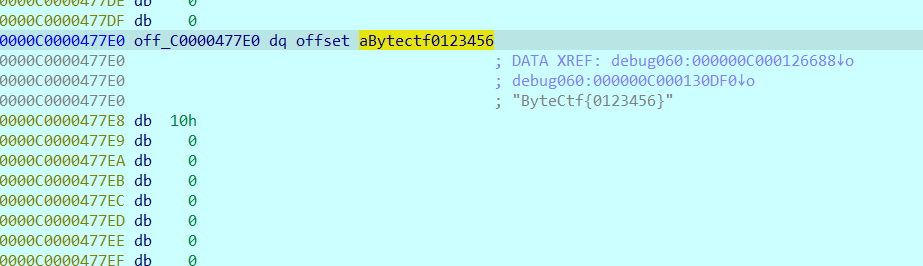 0000C0000477DE db    0
0000C0000477DF db    0
0000C0000477E0 off_C0000477E0 dq offset aBytectf0123456
0000C0000477E0                                         ; DATA XREF: debug060:000000C000126688↓o
0000C0000477E0                                         ; debug060:000000C000130DF0↓o
0000C0000477E0                                         ; "ByteCtf{0123456}"
0000C0000477E8 db  10h
0000C0000477E9 db    0
0000C0000477EA db    0
0000C0000477EB db    0
0000C0000477EC db    0
0000C0000477ED db    0
0000C0000477EE db    0
0000C0000477EF db    0